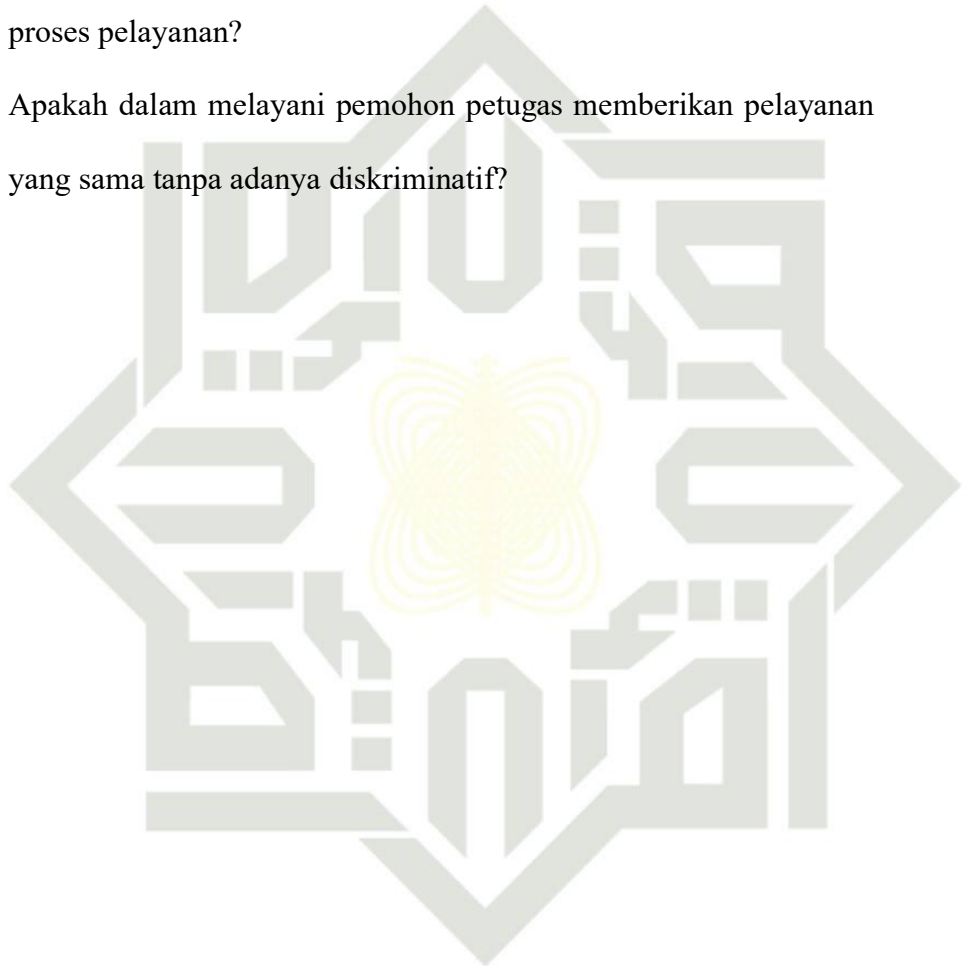 proses pelayanan?
Apakah dalam melayani pemohon petugas memberikan pelayanan
yang sama tanpa adanya diskriminatif?